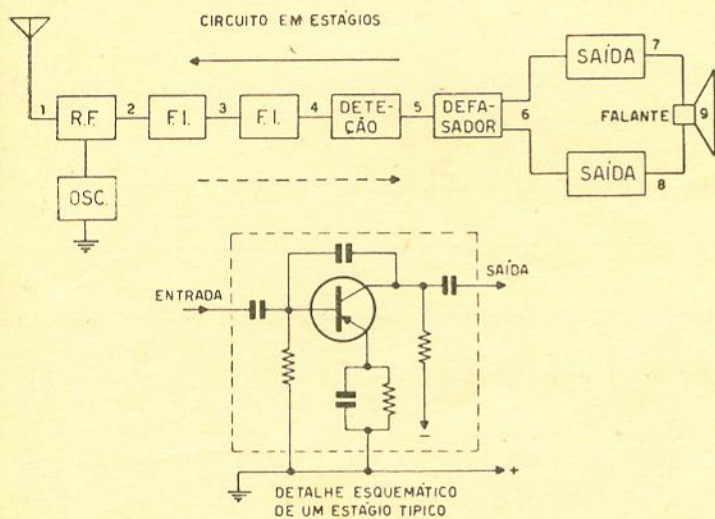 CIRCUITO EM ESTÁGIOS
1 R.F. 2 F.I. 3 F.I. 4 DETE-
ÇÃO 5 DEFA-
SADOR 6
SAÍDA 7
FALANTE 9
SAÍDA 8
OSC.
ENTRADA
SAÍDA
-
+
DETALHE ESQUEMÁTICO
DE UM ESTÁGIO TIPICO